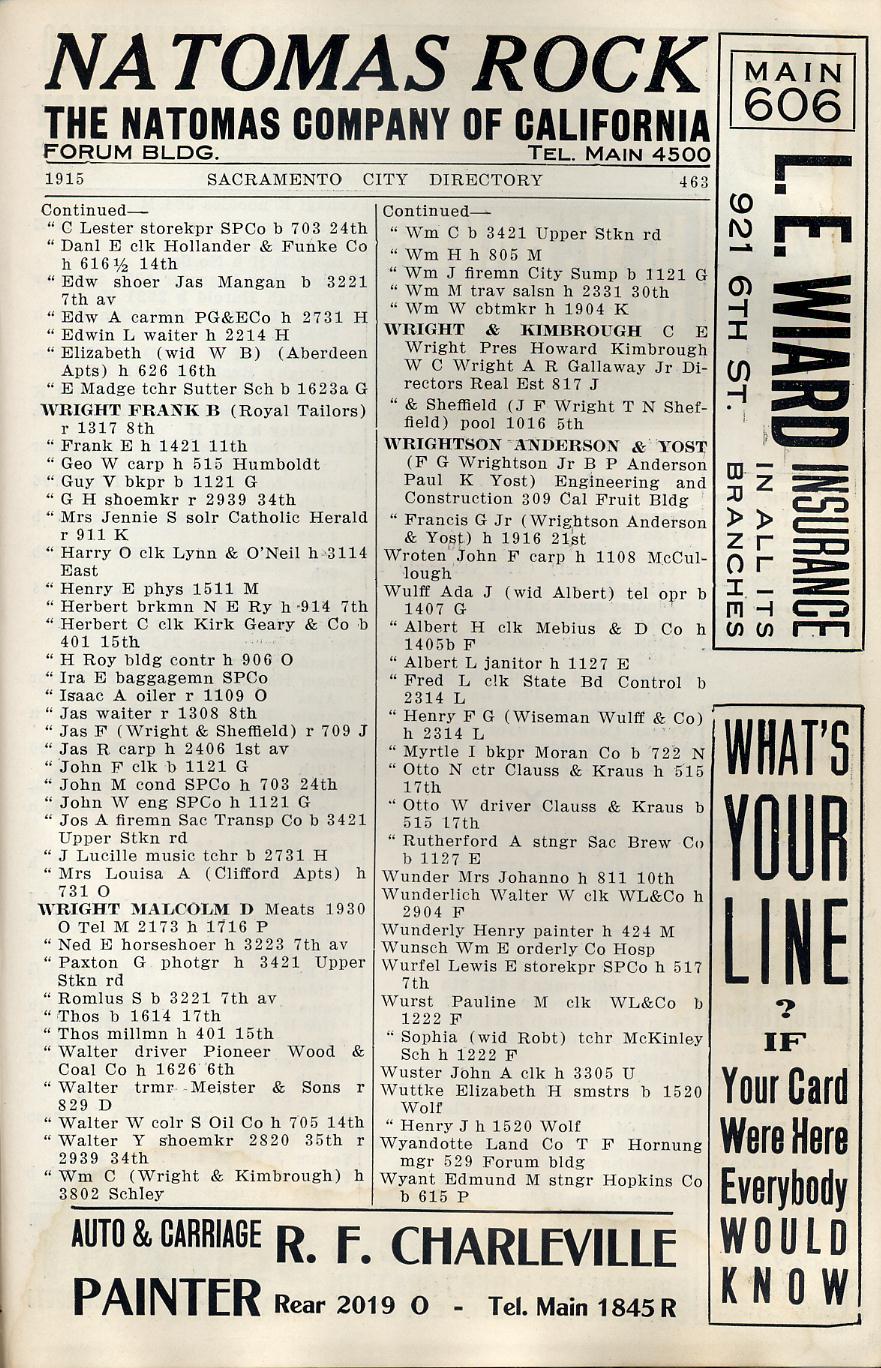 NATOMAS ROCK
THE NATOMAS COMPANY OF CALIFORNIA
FORUM BLDG. TEL. MAIN 4500
1915 SACRAMENTO CITY DIRECTORY 463
Continued—
“ C Lester storekpr SPCo b 703 24th
“ Danl E clk Hollander & Funke Co
h 616½ 14th
“ Edw shoer Jas Mangan b 3221
7th av
“ Edw A carmn PG&ECo h 2731 H
“ Edwin L waiter h 2214 H
“ Elizabeth (wid W B) (Aberdeen
Apts) h 626 16th
“ E Madge tchr Sutter Sch b 1623a G
WRIGHT FRANK B (Royal Tailors)
r 1317 8th
“ Frank E h 1421 11th
“ Geo W carp h 515 Humboldt
“ Guy V bkpr b 1121 G
“ G H shoemkr r 2939 34th
“ Mrs Jennie S solr Catholic Herald
r 911 K
“ Harry O clk Lynn & O'Neil h 3114
East
“ Henry E phys 1511 M
“ Herbert brkmn N E Ry h 914 7th
“ Herbert C clk Kirk Geary & Co b
401 15th
“ H Roy bldg contr h 906 O
“ Ira E baggagemn SPCo
“ Isaac A oiler r 1109 O
“ Jas waiter r 1308 8th
“ Jas F (Wright & Sheffield) r 709 J
“ Jas R carp h 2406 1st av
“ John F clk b 1121 G
“ John M cond SPCo h 703 24th
“ John W eng SPCo h 1121 G
“ Jos A firemn Sac Transp Co b 3421
Upper Stkn rd
“ J Lucille music tchr b 2731 H
“ Mrs Louisa A (Clifford Apts) h
731 O
WRIGHT MALCOLM D Meats 1930
O Tel M 2173 h 1716 P
“ Ned E horseshoer h 3223 7th av
“ Paxton G photgr h 3421 Upper
Stkn rd
“ Romlus S b 3221 7th av
“ Thos b 1614 17th
“ Thos millmn h 401 15th
“ Walter driver Pioneer Wood &
Coal Co h 1626 6th
“ Walter trmr Meister & Sons r
829 D
“ Walter W colr S Oil Co h 705 14th
“ Walter Y shoemkr 2820 35th r
2939 34th
“ Wm C (Wright & Kimbrough) h
3802 Schley
Continued—
“ Wm C b 3421 Upper Stkn rd
“ Wm H h 805 M
“ Wm J firemn City Sump b 1121 G
“ Wm M trav salsn h 2331 30th
“ Wm W cbtmkr h 1904 K
WRIGHT & KIMBROUGH C E
Wright Pres Howard Kimbrough
W C Wright A R Gallaway Jr Di-
rectors Real Est 817 J
“ & Sheffield (J F Wright T N Shef-
field) pool 1016 5th
WRIGHTSON ANDERSON & YOST
(F G Wrightson Jr B P Anderson
Paul K Yost) Engineering and
Construction 309 Cal Fruit Bldg
“ Francis G Jr (Wrightson Anderson
& Yost) h 1916 21st
Wroten John F carp h 1108 McCul-
lough
Wulff Ada J (wid Albert) tel opr b
1407 G
“ Albert H clk Mebius & D Co h
1405b F
“ Albert L janitor h 1127 E
“ Fred L clk State Bd Control b
2314 L
“ Henry F G (Wiseman Wulff & Co)
h 2314 L
“ Myrtle I bkpr Moran Co b 722 N
“ Otto N ctr Clauss & Kraus h 515
17th
“ Otto W driver Clauss & Kraus b
515 17th
“ Rutherford A stngr Sac Brew Co
b 1127 E
Wunder Mrs Johanno h 811 10th
Wunderlich Walter W clk WL&Co h
2904 F
Wunderly Henry painter h 424 M
Wunsch Wm E orderly Co Hosp
Wurfel Lewis E storekpr SPCo h 517
7th
Wurst Pauline M clk WL&Co b
1222 F
“ Sophia (wid Robt) tchr McKinley
Sch h 1222 F
Wuster John A clk h 3305 U
Wuttke Elizabeth H smstrs b 1520
Wolf
“ Henry J h 1520 Wolf
Wyandotte Land Co T F Hornung
mgr 529 Forum bldg
Wyant Edmund M stngr Hopkins Co
b 615 P
MAIN
606
L. E. WIARD INSURANCE
921 6TH ST. IN ALL ITS
BRANCHES
WHAT'S
YOUR
LINE
?
IF
Your Card
Were Here
Everybody
WOULD
KNOW
AUTO & CARRIAGE R. F. CHARLEVILLE
PAINTER Rear 2019 O - Tel. Main 1845 R